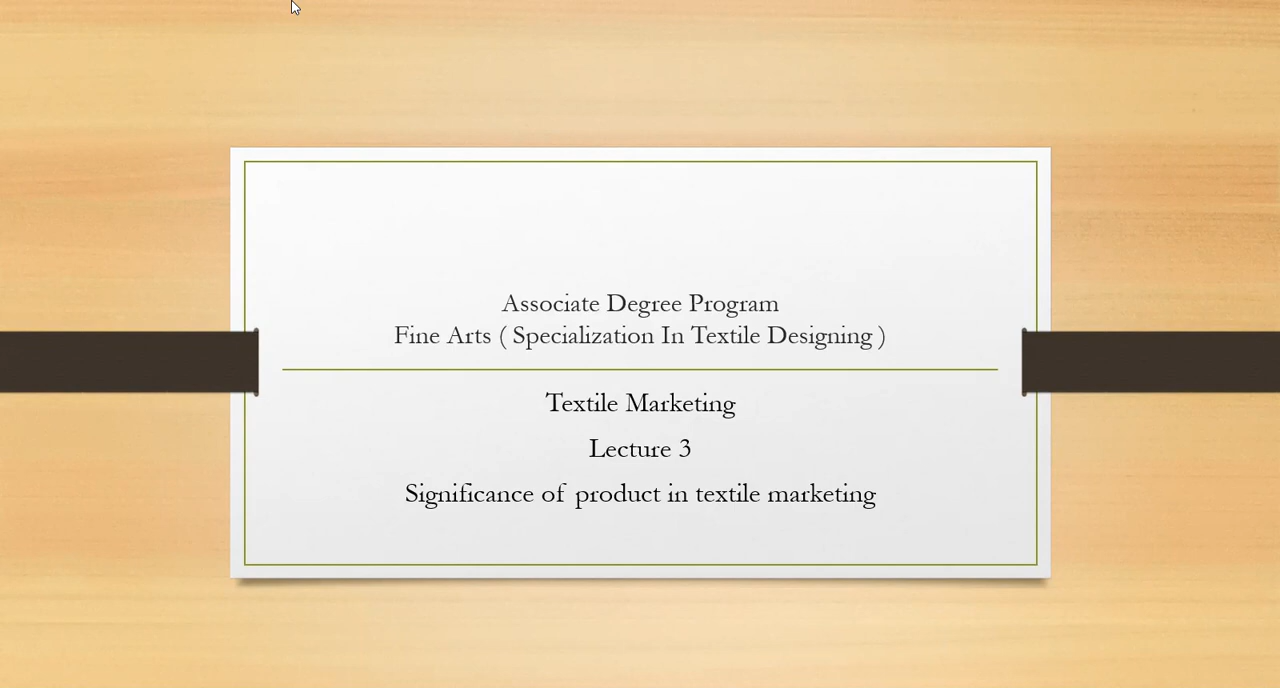 Associate Degree Program
Fine Arts ( Specialization In Textile Designing )
Textile Marketing
Lecture 3
Significance of product in textile marketing